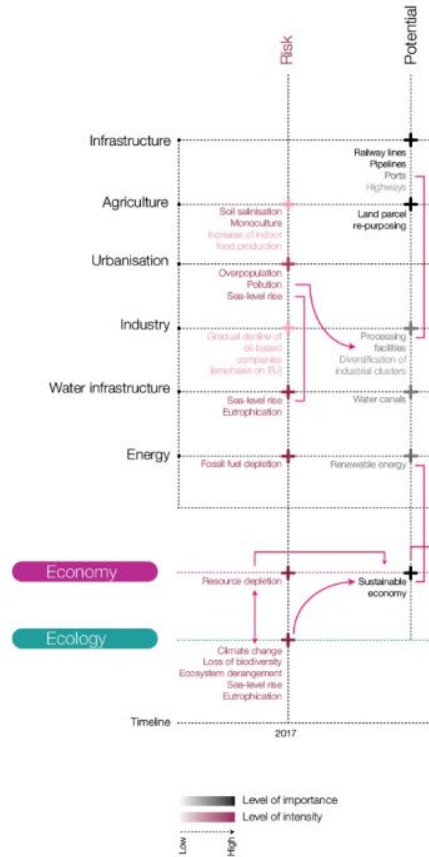 Risk
Potential
Infrastructure
Railway lines
Pipelines
Ports
Highways
Agriculture
Soil salinisation
Monoculture
Increase of indoor
food production
Land parcel
re-purposing
Urbanisation
Overpopulation
Pollution
Sea-level rise
Industry
Gradual decline of
oil-based
companies
(emphasis on EU)
Processing
facilities
Diversification of
industrial clusters
Water infrastructure
Sea-level rise
Eutrophication
Water canals
Energy
Fossil fuel depletion
Renewable energy
Economy
Resource depletion
Sustainable
economy
Ecology
Climate change
Loss of biodiversity
Ecosystem derangement
Sea-level rise
Eutrophication
Timeline
2017
Level of importance
Level of intensity
Low
High